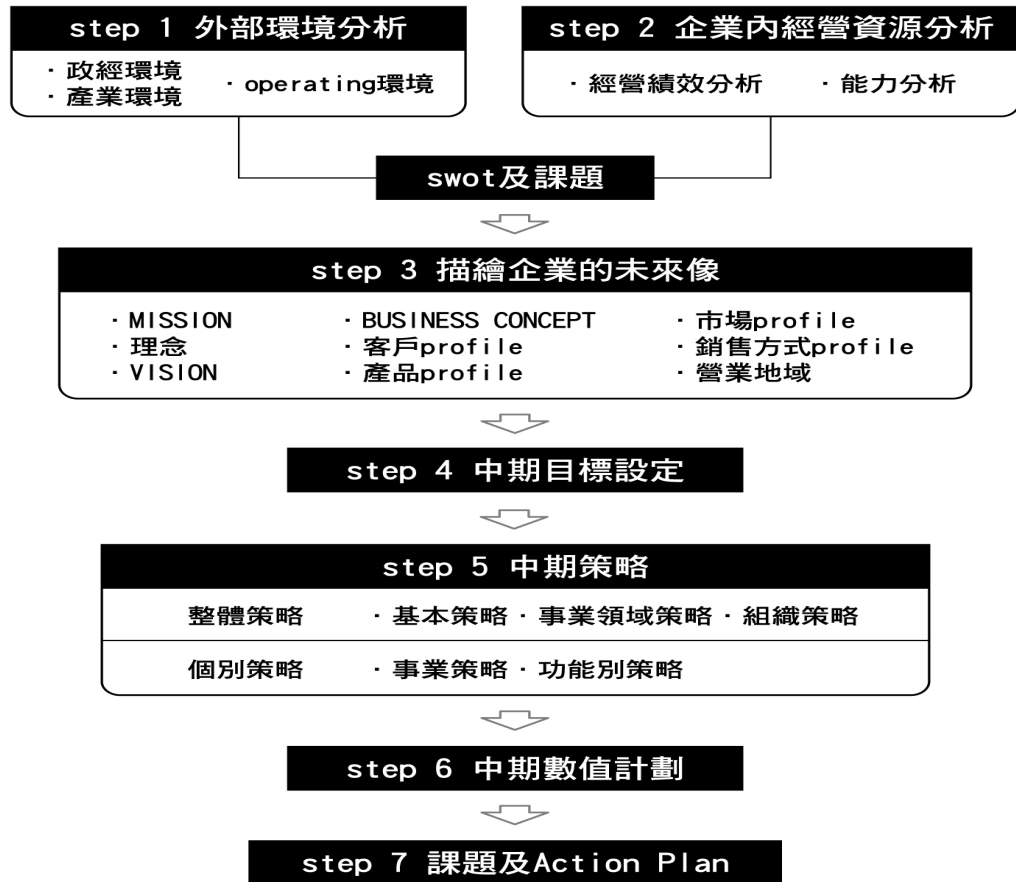 step 1 外部環境分析
· 政經環境
· 產業環境
· operating環境
step 2 企業內經營資源分析
· 經營績效分析 · 能力分析
swot及課題
step 3 描繪企業的未來像
· MISSION
· 理念
· VISION
· BUSINESS CONCEPT
· 客戶profile
· 產品profile
· 市場profile
· 銷售方式profile
· 營業地域
step 4 中期目標設定
step 5 中期策略
整體策略 · 基本策略 · 事業領域策略 · 組織策略
個別策略 · 事業策略 · 功能別策略
step 6 中期數值計劃
step 7 課題及Action Plan